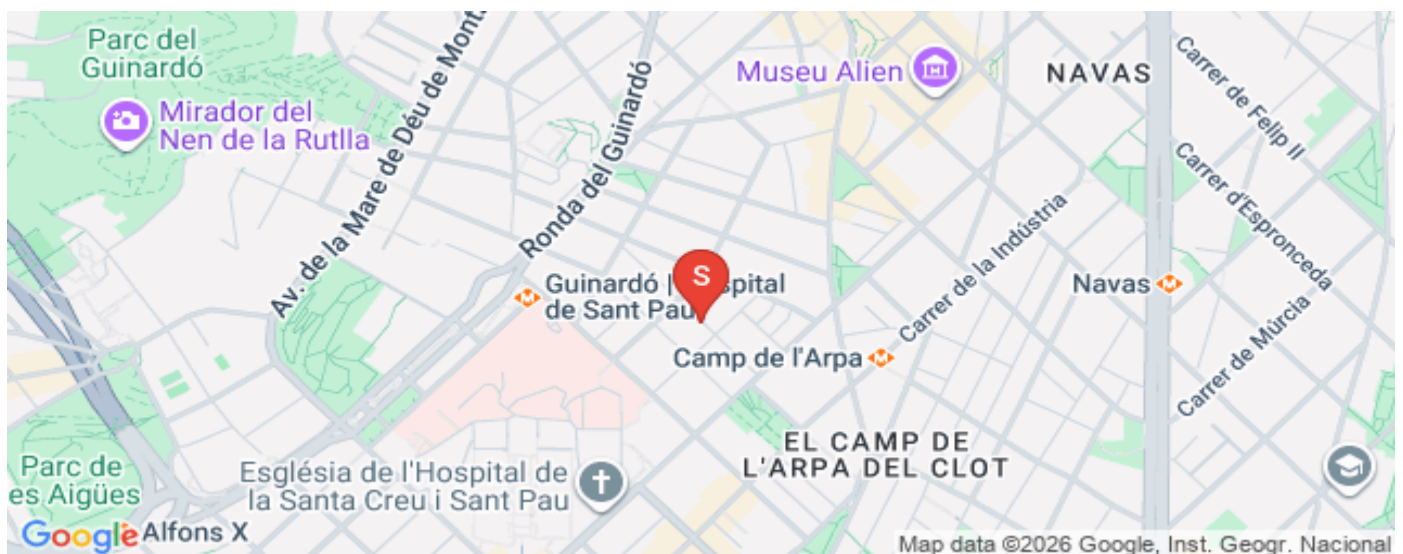 Parc del
Guinardó
Mirador del
Nen de la Rutlla
Av. de la Mare de Déu de Mont
Ronda del Guinardó
Museu Alien
NAVAS
Carrer de Felip II
Carrer d'Espronceda
Carrer de la Indústria
Carrer de Múrcia
S
Guinardó | Hospital
de Sant Pau
Navas
Camp de l'Arpa
EL CAMP DE
L'ARPA DEL CLOT
Església de l'Hospital de
la Santa Creu i Sant Pau
Parc de
es Aigües
Google
Alfons X
Map data ©2026 Google, Inst. Geogr. Nacional